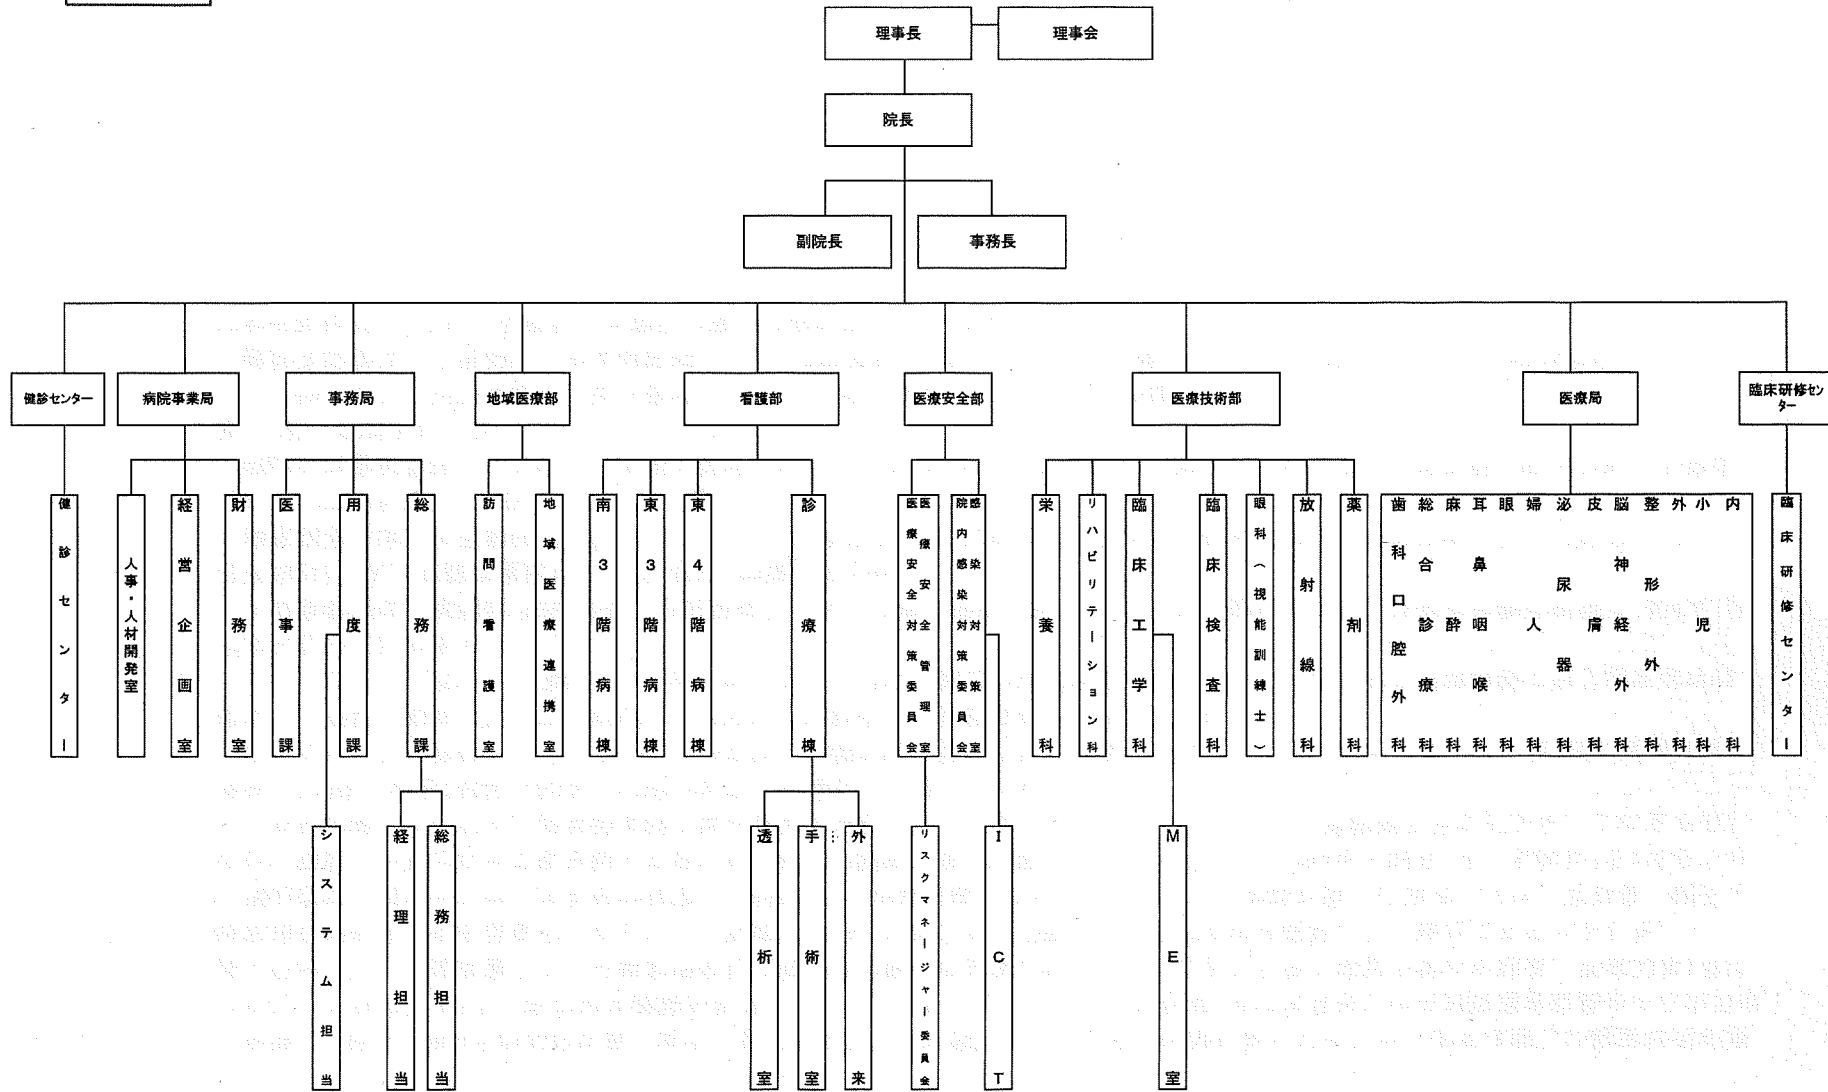 理事長
理事会
院長
副院長
事務長
健診センター
病院事業局
事務局
地域医療部
看護部
医療安全部
医療技術部
医療局
臨床研修センター
健診センター
人事・人材開発室
経営企画室
財務室
医事課
用度課
総務課
訪問看護室
地域医療連携室
南3階病棟
東3階病棟
東4階病棟
診療棟
医療安全対策委員会
医療安全管理室
院内感染対策委員会
感染対策室
栄養科
リハビリテーション科
臨床工学科
臨床検査科
眼科(視能訓練士)
放射線科
薬剤科
歯科口腔外科
総合診療科
麻酔科
耳鼻咽喉科
眼科
婦人科
泌尿器科
皮膚科
脳神経外科
整形外科
外科
小児科
内科
臨床研修センター
システム担当
経理担当
総務担当
透析室
手術室
外来
リスクマネージャー委員会
ICT
ME室